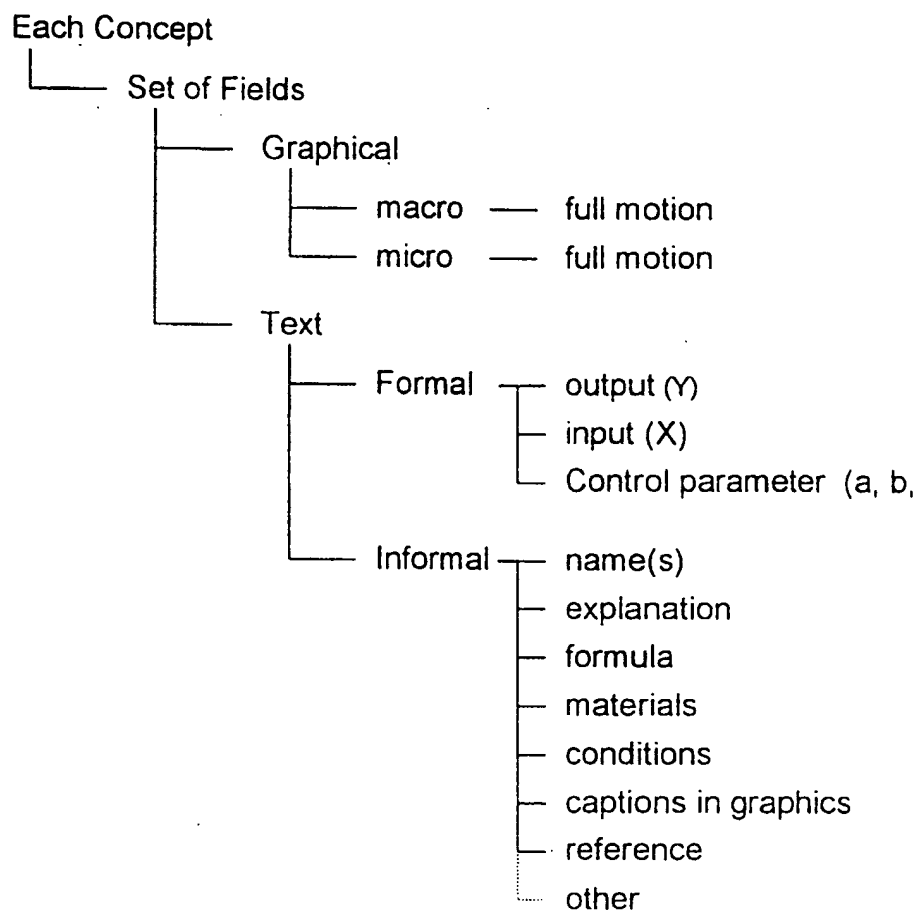 Each Concept
Set of Fields
Graphical
macro — full motion
micro — full motion
Text
Formal
output (Y)
input (X)
Control parameter (a, b,
Informal
name(s)
explanation
formula
materials
conditions
captions in graphics
reference
other